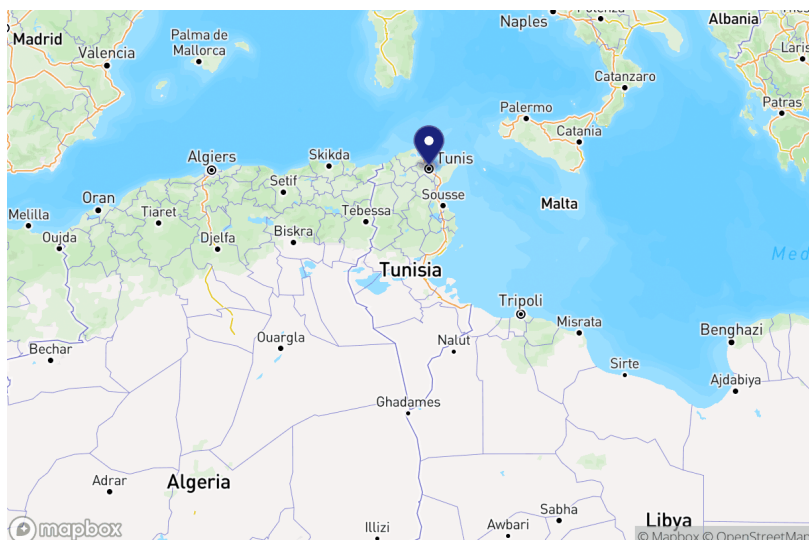 Naples
Potenza
Albania
Madrid
Palma de
Mallorca
Valencia
Catanzaro
Patras
Palermo
Catania
Tunis
Skikda
Algiers
Setif
Sousse
Oran
Malta
Melilla
Tiaret
Tebessa
Oujda
Djelfa
Biskra
Med
Tunisia
Tripoli
Misrata
Benghazi
Ouargla
Nalut
Bechar
Sirte
Ajdabiya
Ghadames
Adrar
Algeria
Sabha
Libya
Illizi
Awbari
mapbox
© Mapbox © OpenStreetMap